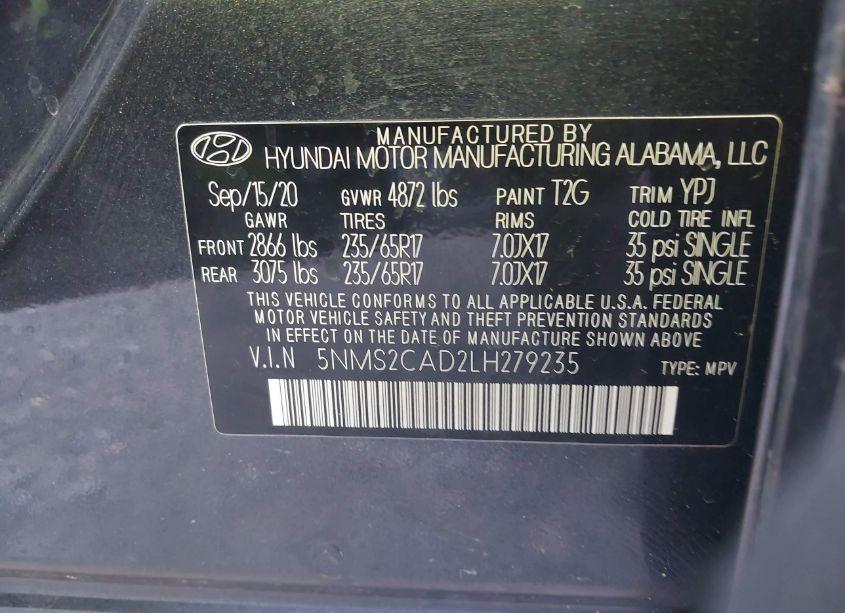 MANUFACTURED BY
HYUNDAI MOTOR MANUFACTURING ALABAMA, LLC
Sep/15/20 GVWR 4872 lbs PAINT T2G TRIM YPJ
GAWR TIRES RIMS COLD TIRE INFL
FRONT 2866 lbs 235/65R17 7.0JX17 35 psi SINGLE
REAR 3075 lbs 235/65R17 7.0JX17 35 psi SINGLE
THIS VEHICLE CONFORMS TO ALL APPLICABLE U.S.A. FEDERAL
MOTOR VEHICLE SAFETY AND THEFT PREVENTION STANDARDS
IN EFFECT ON THE DATE OF MANUFACTURE SHOWN ABOVE
V.I.N 5NMS2CAD2LH279235 TYPE: MPV